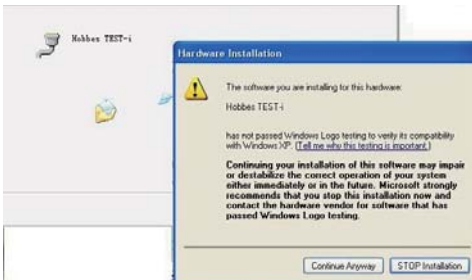 Hobbes TEST-i
Hardware Installation
The software you are installing for this hardware:
Hobbes TEST-i
has not passed Windows Logo testing to verify its compatibility
with Windows XP. (Tell me why this testing is important.)
Continuing your installation of this software may impair
or destabilize the correct operation of your system
either immediately or in the future. Microsoft strongly
recommends that you stop this installation now and
contact the hardware vendor for software that has
passed Windows Logo testing.
Continue Anyway
STOP Installation